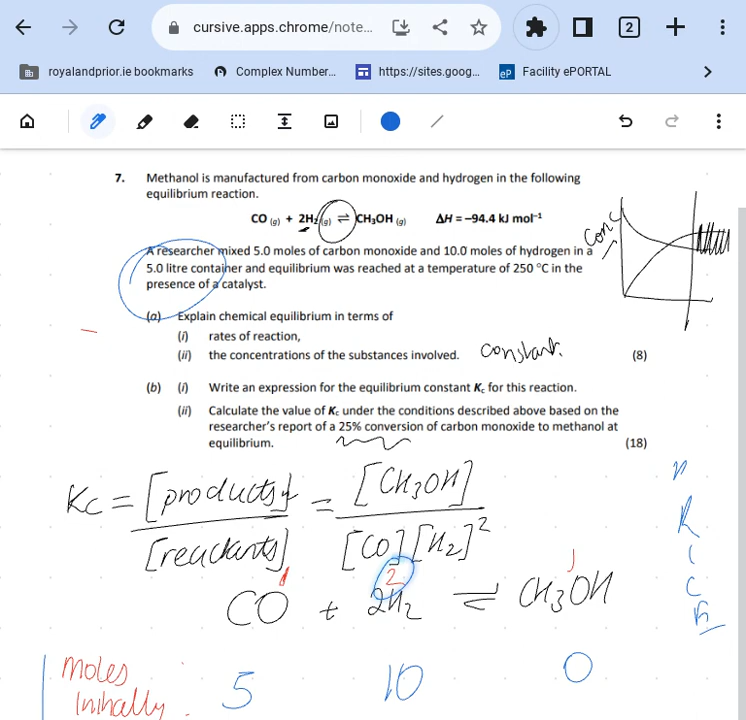 cursive.apps.chrome/note...
2
royalandprior.ie bookmarks
Complex Number...
https://sites.goog...
eP
Facility ePORTAL
7. Methanol is manufactured from carbon monoxide and hydrogen in the following
equilibrium reaction.
CO (g) + 2H₂(g) ⇌ CH₃OH (g) ΔH = –94.4 kJ mol⁻¹
Conc
A researcher mixed 5.0 moles of carbon monoxide and 10.0 moles of hydrogen in a
5.0 litre container and equilibrium was reached at a temperature of 250 °C in the
presence of a catalyst.
(a) Explain chemical equilibrium in terms of
(i) rates of reaction,
(ii) the concentrations of the substances involved. constant. (8)
(b) (i) Write an expression for the equilibrium constant Kc for this reaction.
(ii) Calculate the value of Kc under the conditions described above based on the
researcher's report of a 25% conversion of carbon monoxide to methanol at
equilibrium. (18)
Kc = [products] / [reactants] = [CH₃OH] / [CO][H₂]²
1 2 1
CO + 2H₂ ⇌ CH₃OH
R
I
C
E
moles
Initially : 5 10 0